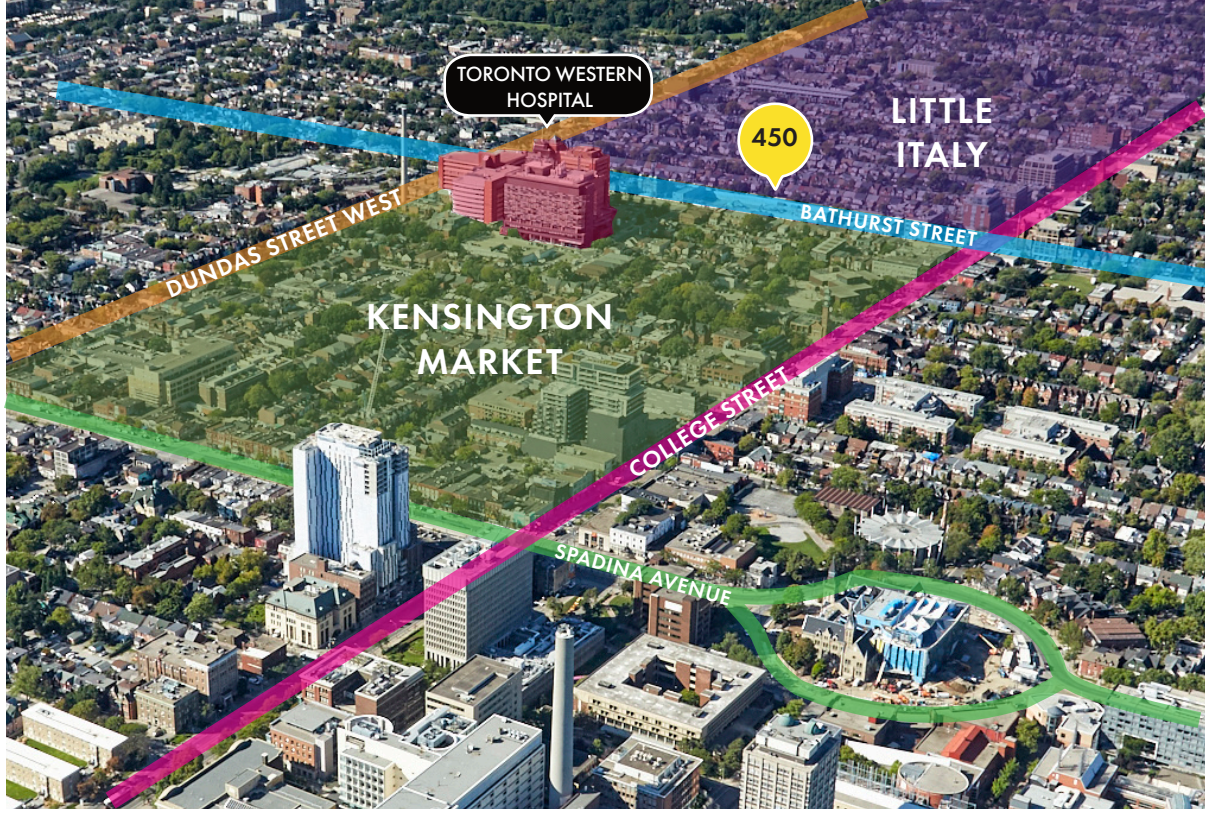 TORONTO WESTERN
HOSPITAL
450
LITTLE
ITALY
DUNDAS STREET WEST
BATHURST STREET
KENSINGTON
MARKET
COLLEGE STREET
SPADINA AVENUE